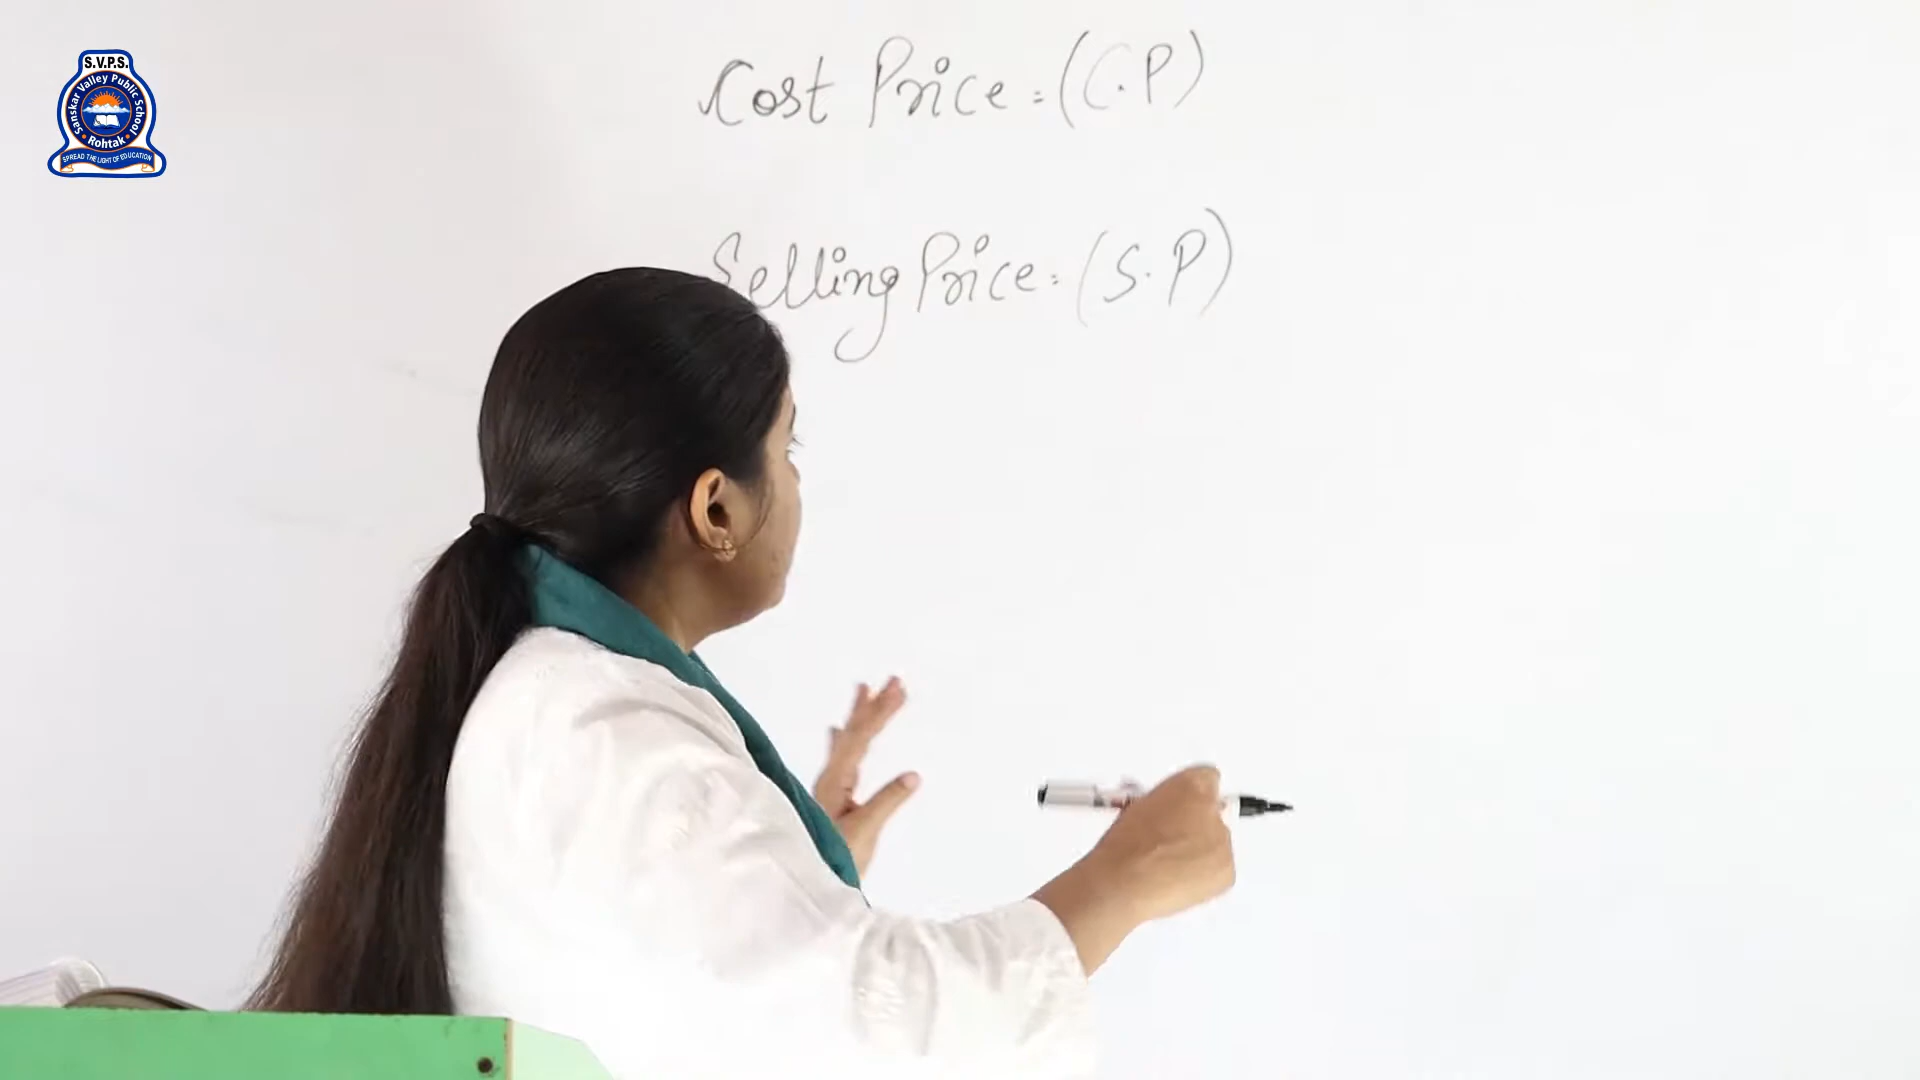 S.V.P.S.
Sanskar Valley Public School
Rohtak
SPREAD THE LIGHT OF EDUCATION
Cost Price = (C.P)
Selling Price = (S.P)